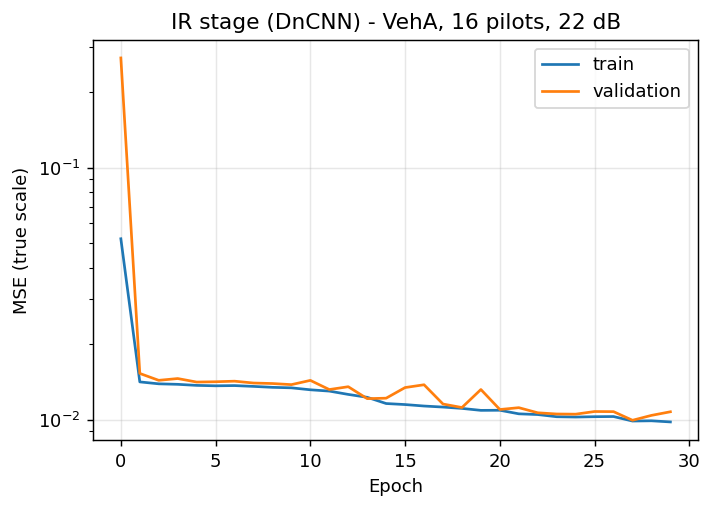 IR stage (DnCNN) - VehA, 16 pilots, 22 dB
train
validation
MSE (true scale)
10⁻¹
10⁻²
0 5 10 15 20 25 30
Epoch